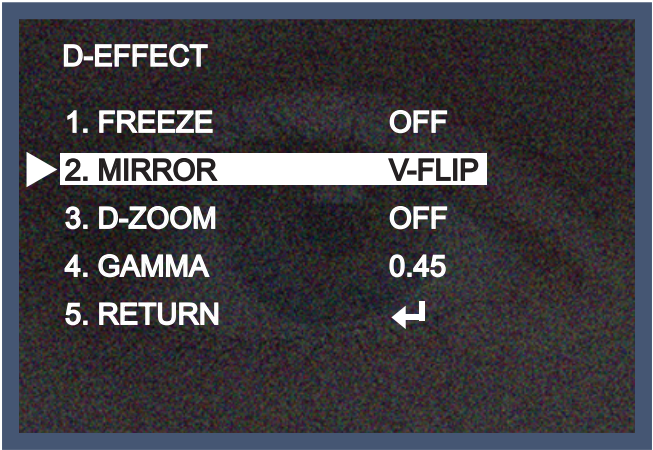 D-EFFECT
1. FREEZE OFF
2. MIRROR V-FLIP
3. D-ZOOM OFF
4. GAMMA 0.45
5. RETURN ↵